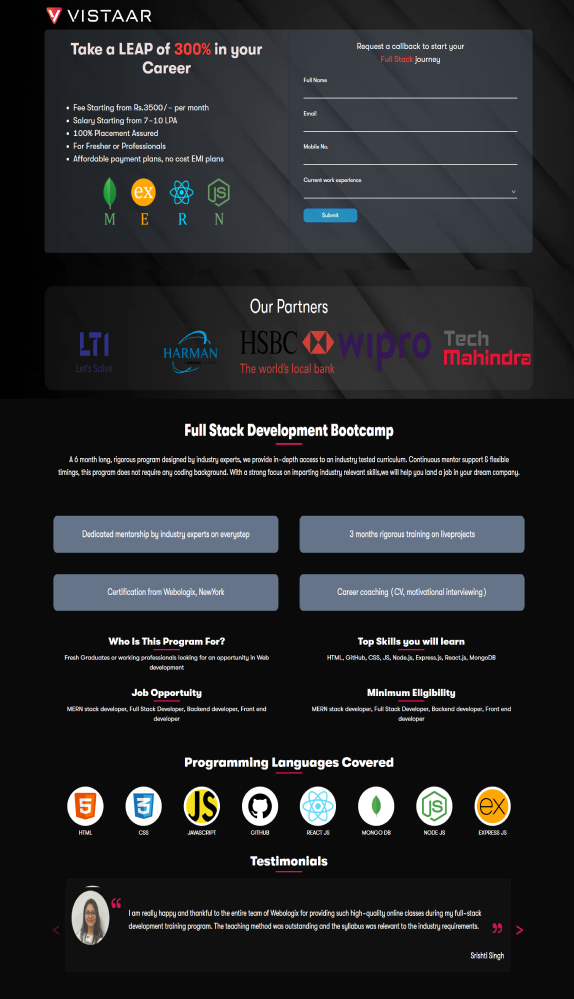 VISTAAR
Take a LEAP of 300% in your
Career
Fee Starting from Rs.3500/- per month
Salary Starting from 7-10 LPA
100% Placement Assured
For Fresher or Professionals
Affordable payment plans, no cost EMI plans
ex
JS
M E R N
Request a callback to start your
Full Stack journey
Full Name
Email
Mobile No.
Current work experience
Submit
Our Partners
LTI
Let's Solve
HARMAN
HSBC
The world's local bank
wipro
Tech
Mahindra
Full Stack Development Bootcamp
A 6 month long, rigorous program designed by industry experts, we provide in-depth access to an industry tested curriculum. Continuous mentor support & flexible
timings, this program does not require any coding background. With a strong focus on imparting industry relevant skills,we will help you land a job in your dream company.
Dedicated mentorship by industry experts on everystep
3 months rigorous training on liveprojects
Certification from Webologix, NewYork
Career coaching (CV, motivational interviewing)
Who Is This Program For?
Fresh Graduates or working professionals looking for an opportunity in Web
development
Top Skills you will learn
HTML, GitHub, CSS, JS, Node.js, Express.js, React.js, MongoDB
Job Opportuity
MERN stack developer, Full Stack Developer, Backend developer, Front end
developer
Minimum Eligibility
MERN stack developer, Full Stack Developer, Backend developer, Front end
developer
Programming Languages Covered
5 3 JS JS ex
HTML CSS JAVASCRIPT GITHUB REACT JS MONGO DB NODE JS EXPRESS JS
Testimonials
I am really happy and thankful to the entire team of Webologix for providing such high-quality online classes during my full-stack
development training program. The teaching method was outstanding and the syllabus was relevant to the industry requirements.
Srishti Singh